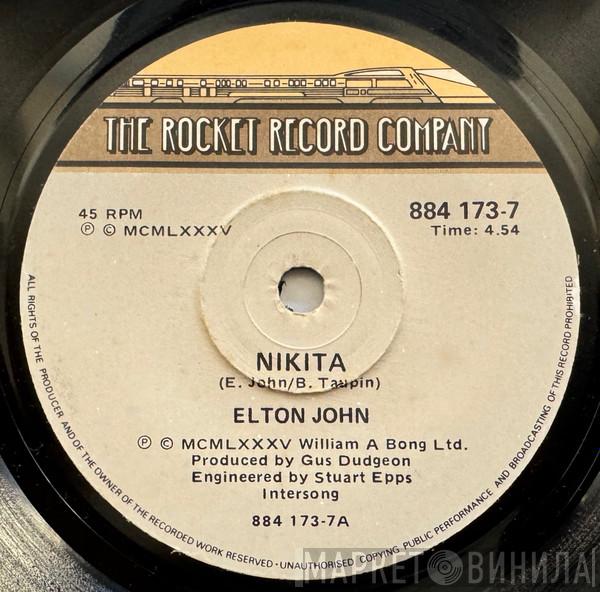 THE ROCKET RECORD COMPANY
45 RPM
Ⓟ © MCMLXXXV
884 173-7
Time: 4.54
NIKITA
(E. John/B. Taupin)
ELTON JOHN
Ⓟ © MCMLXXXV William A Bong Ltd.
Produced by Gus Dudgeon
Engineered by Stuart Epps
Intersong
884 173-7A
ALL RIGHTS OF THE PRODUCER AND OF THE OWNER OF THE RECORDED WORK RESERVED • UNAUTHORISED COPYING PUBLIC PERFORMANCE AND BROADCASTING OF THIS RECORD PROHIBITED
МАРКЕТ ВИНИЛА